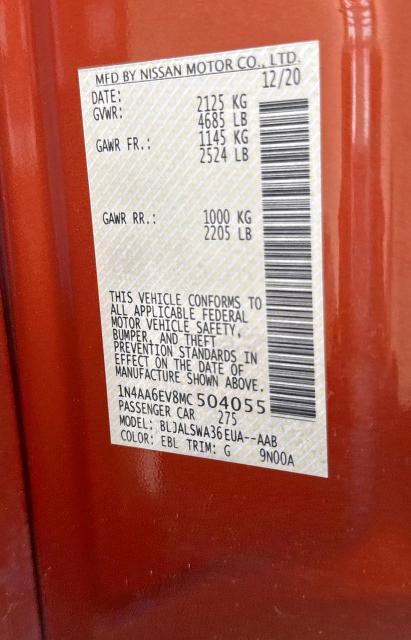 MFD BY NISSAN MOTOR CO., LTD.
DATE: 12/20
GVWR: 2125 KG
4685 LB
GAWR FR.: 1145 KG
2524 LB
GAWR RR.: 1000 KG
2205 LB
THIS VEHICLE CONFORMS TO
ALL APPLICABLE FEDERAL
MOTOR VEHICLE SAFETY,
BUMPER, AND THEFT
PREVENTION STANDARDS IN
EFFECT ON THE DATE OF
MANUFACTURE SHOWN ABOVE.
1N4AA6EV8MC504055
PASSENGER CAR 275
MODEL: BLJALSWA36EUA--AAB
COLOR: EBL TRIM: G 9N00A